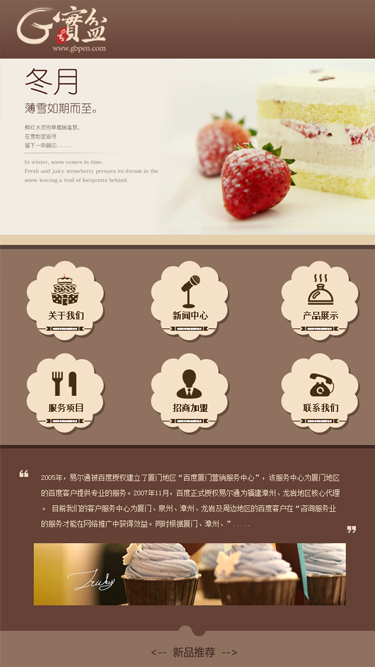 G宝寶盆
www.gbpen.com
冬月
薄雪如期而至。
鲜红水灵的草莓揣着梦,
在雪地里追寻
留下一串脚印......
In winter, snow comes in time.
Fresh and juicy strawberry persues its dream in the
snow leaving a trail of footprints behind.
关于我们 新闻中心 产品展示
服务项目 招商加盟 联系我们
2005年，易尔通被百度授权建立了厦门地区“百度厦门营销服务中心”，该服务中心为厦门地区
的百度客户提供专业的服务。2007年11月，百度正式授权易尔通为福建漳州、龙岩地区核心代理
。 目前我们的客户服务中心为厦门、泉州、漳州、龙岩及周边地区的百度客户在“咨询服务业
的服务才能在网络推广中获得效益。同时根据厦门、漳州、”.....
<-- 新品推荐 -->